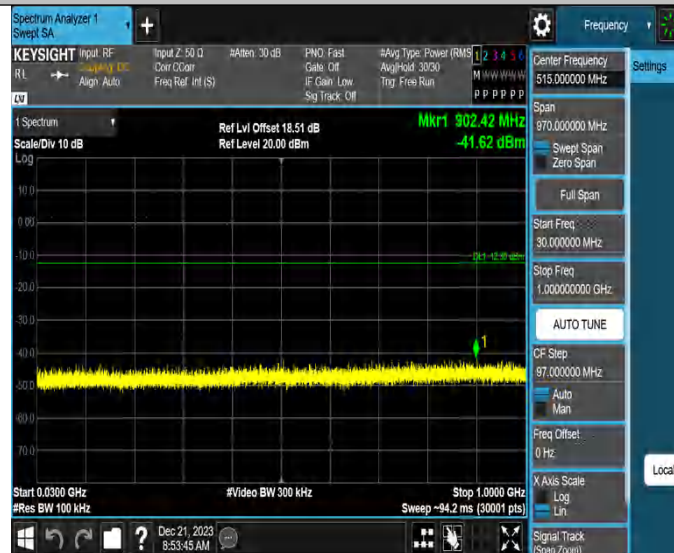 Spectrum Analyzer 1
Swept SA
+
Frequency
KEYSIGHT
Input: RF
Coupling: DC
Align: Auto
Input Z: 50 Ω
Corr CCorr
Freq Ref: Int (S)
#Atten: 30 dB
PNO: Fast
Gate: Off
IF Gain: Low
Sig Track: Off
#Avg Type: Power (RMS
Avg|Hold: 30/30
Trig: Free Run
1 2 3 4 5 6
M W W W W W
P P P P P P
RL
LXI
Center Frequency
515.000000 MHz
Settings
1 Spectrum
Scale/Div 10 dB
Log
Ref Lvl Offset 18.51 dB
Ref Level 20.00 dBm
Mkr1 902.42 MHz
-41.62 dBm
Span
970.000000 MHz
Swept Span
Zero Span
Full Span
Start Freq
30.000000 MHz
Stop Freq
1.000000000 GHz
AUTO TUNE
CF Step
97.000000 MHz
Auto
Man
Freq Offset
0 Hz
X Axis Scale
Log
Lin
Local
Signal Track
(Span Zoom)
10.0
0.00
-10.0
-20.0
-30.0
-40.0
-50.0
-60.0
-70.0
1
Start 0.0300 GHz
#Res BW 100 kHz
#Video BW 300 kHz
Stop 1.0000 GHz
Sweep ~94.2 ms (30001 pts)
?
Dec 21, 2023
8:53:45 AM